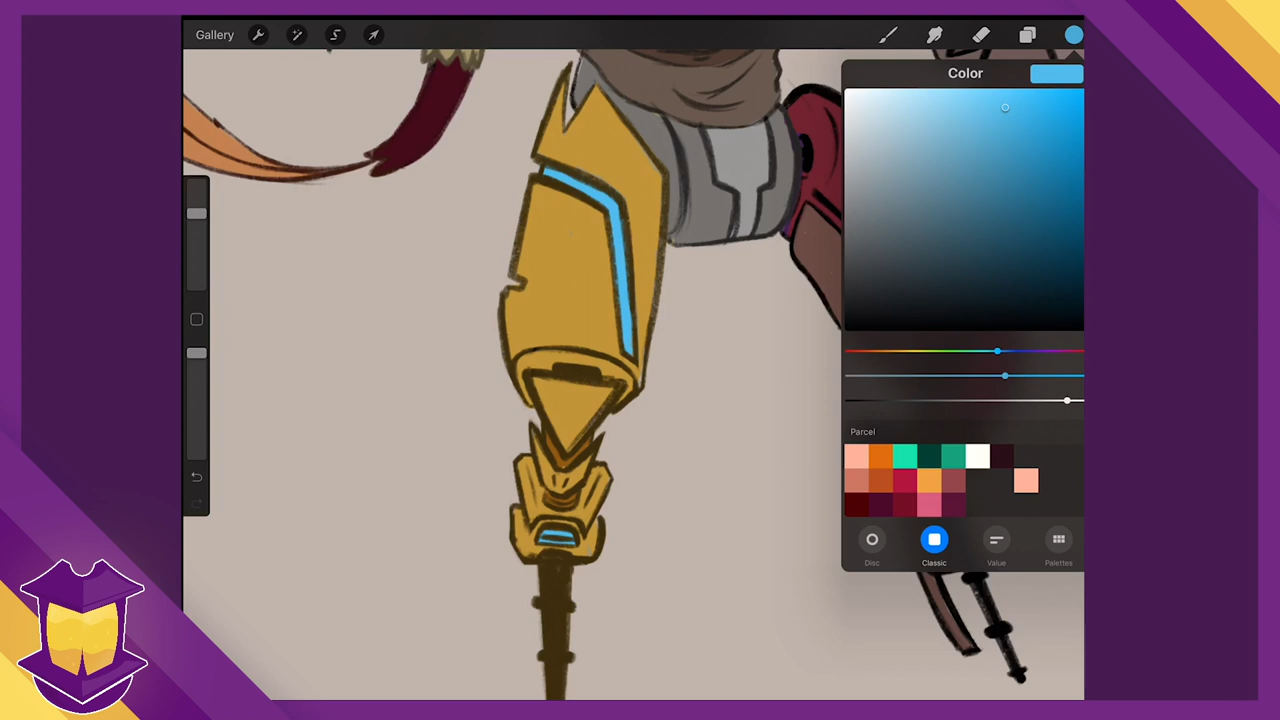 Gallery
Color
Parcel
Disc
Classic
Value
Palettes